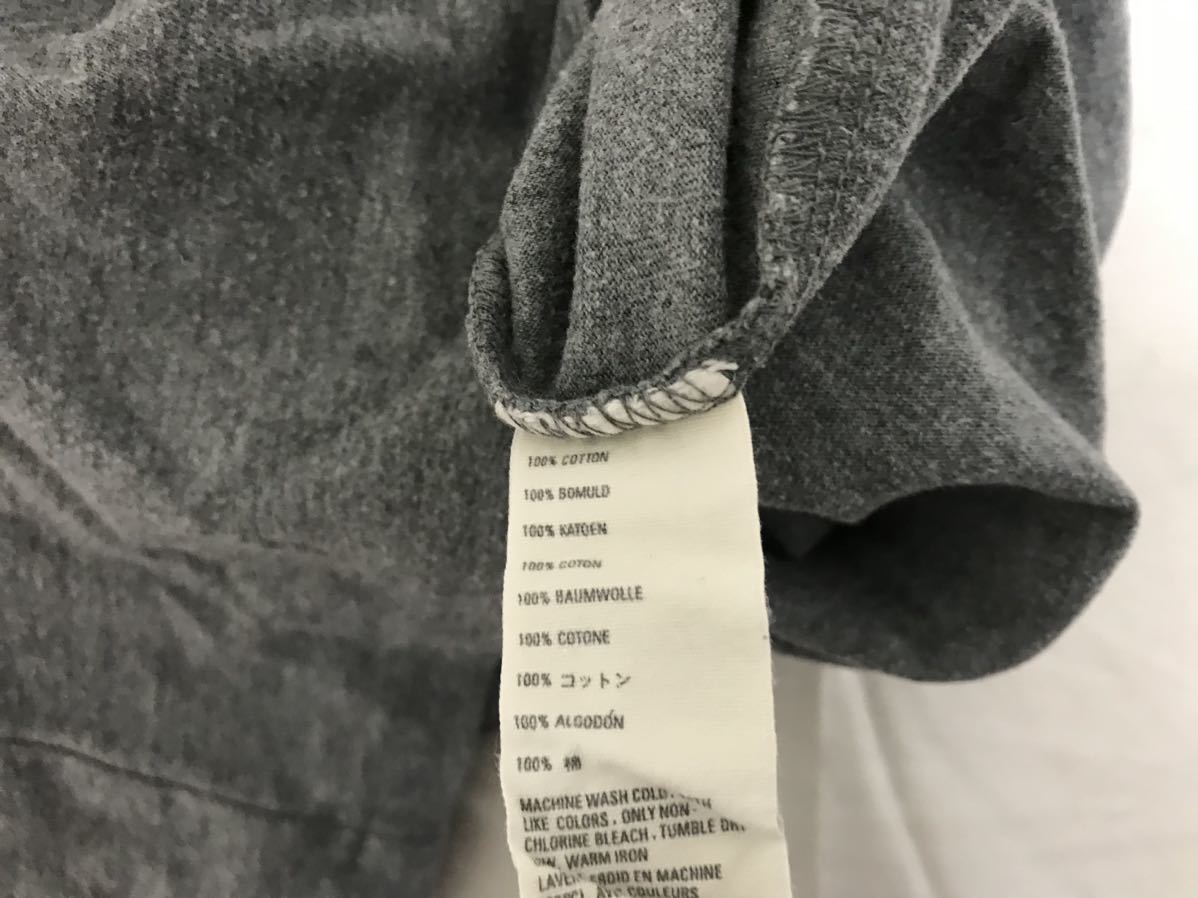 100% COTTON
100% BOMULD
100% KATOEN
100% COTON
100% BAUMWOLLE
100% COTONE
100% コットン
100% ALGODÓN
100% 棉
MACHINE WASH COLD.
LIKE COLORS . ONLY NON-
CHLORINE BLEACH . TUMBLE DRY
WARM IRON
FROID EN MACHINE
COULEURS